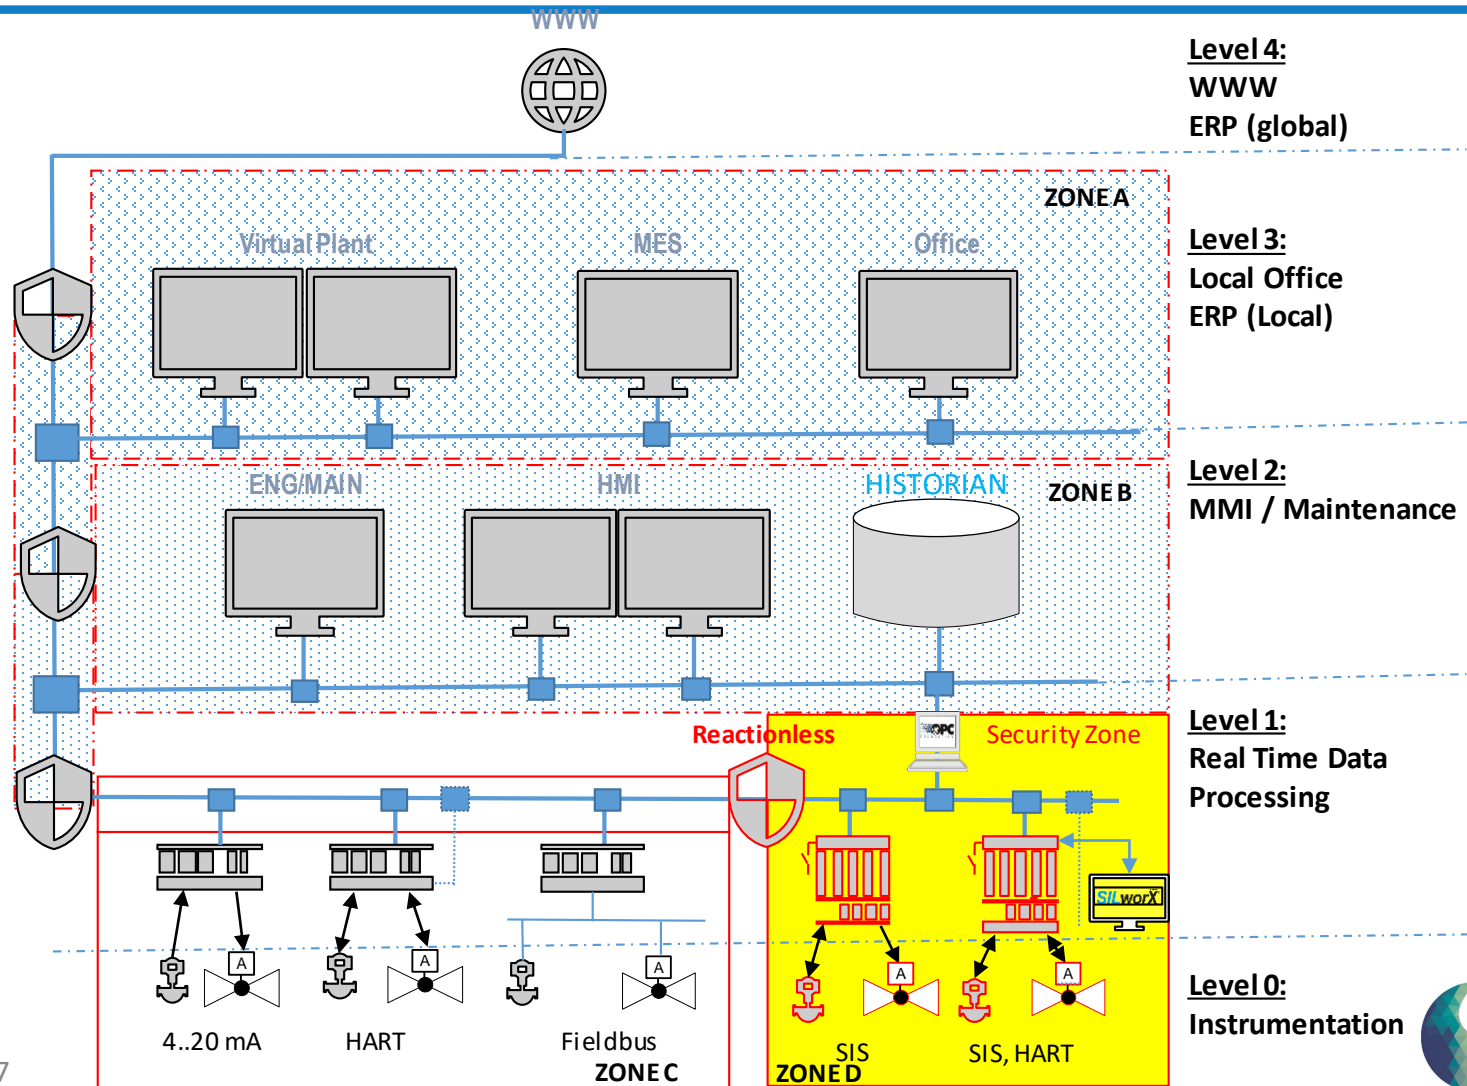 WWW
Level 4:
WWW
ERP (global)
ZONE A
Virtual Plant
MES
Office
Level 3:
Local Office
ERP (Local)
ENG/MAIN
HMI
HISTORIAN
ZONE B
Level 2:
MMI / Maintenance
Reactionless
OPC
Security Zone
Level 1:
Real Time Data
Processing
SILworX
A
A
A
A
A
Level 0:
Instrumentation
4..20 mA
HART
Fieldbus
SIS
SIS, HART
ZONE C
ZONE D
7